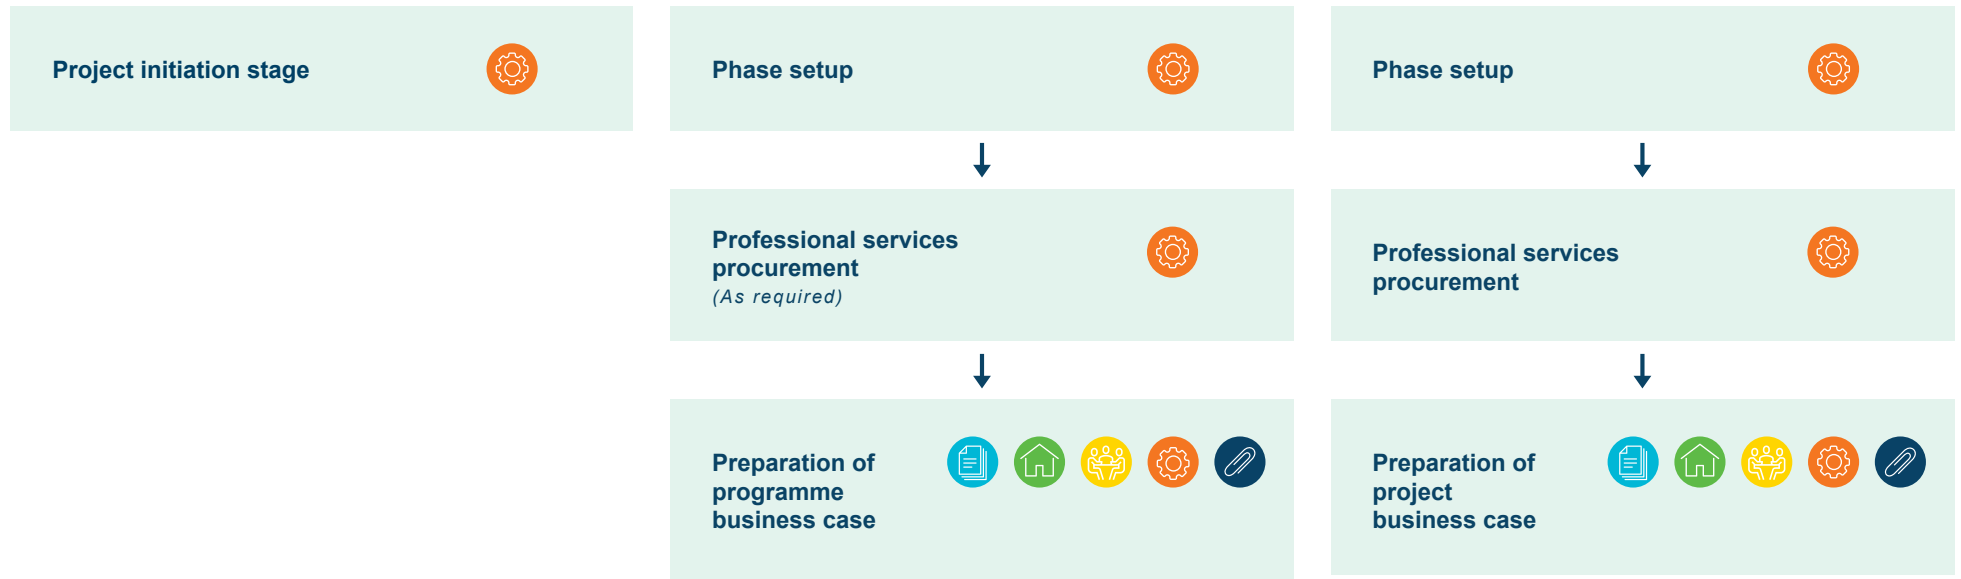 Project initiation stage
Phase setup
Professional services
procurement
(As required)
Preparation of
programme
business case
Phase setup
Professional services
procurement
Preparation of
project
business case